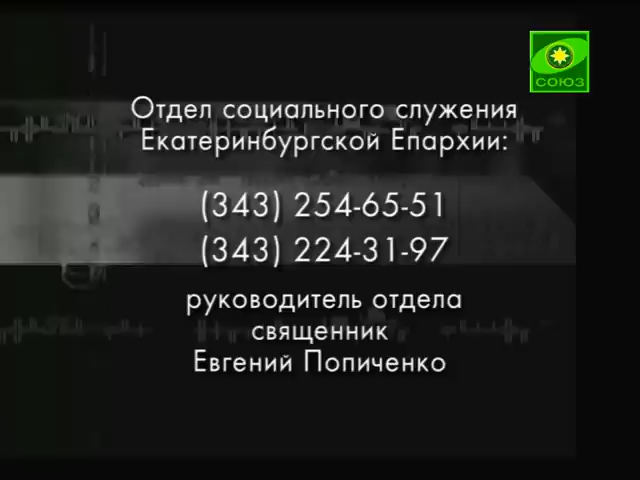 СОЮЗ
Отдел социального служения
Екатеринбургской Епархии:
(343) 254-65-51
(343) 224-31-97
руководитель отдела
священник
Евгений Попиченко